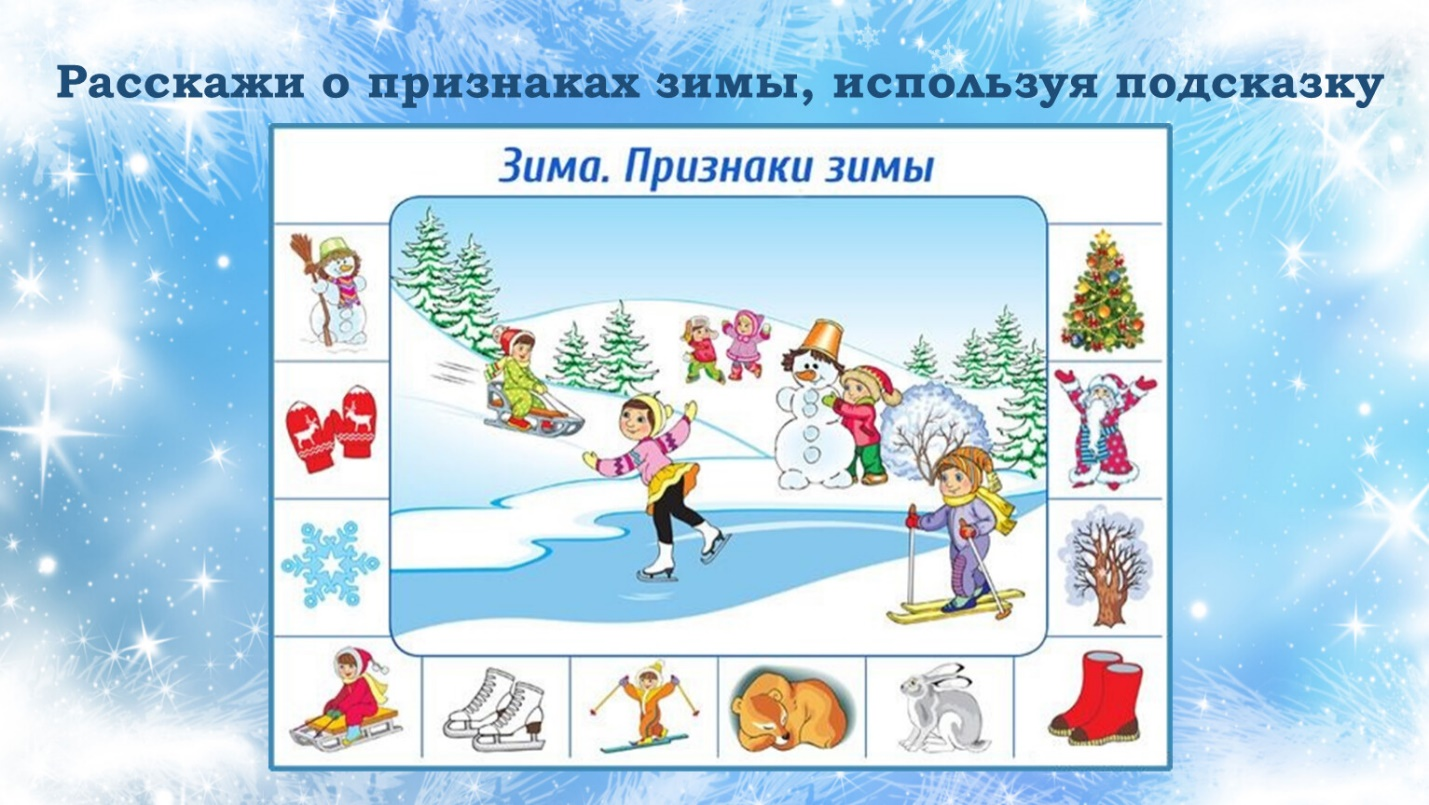 Расскажи о признаках зимы, используя подсказку
Зима. Признаки зимы